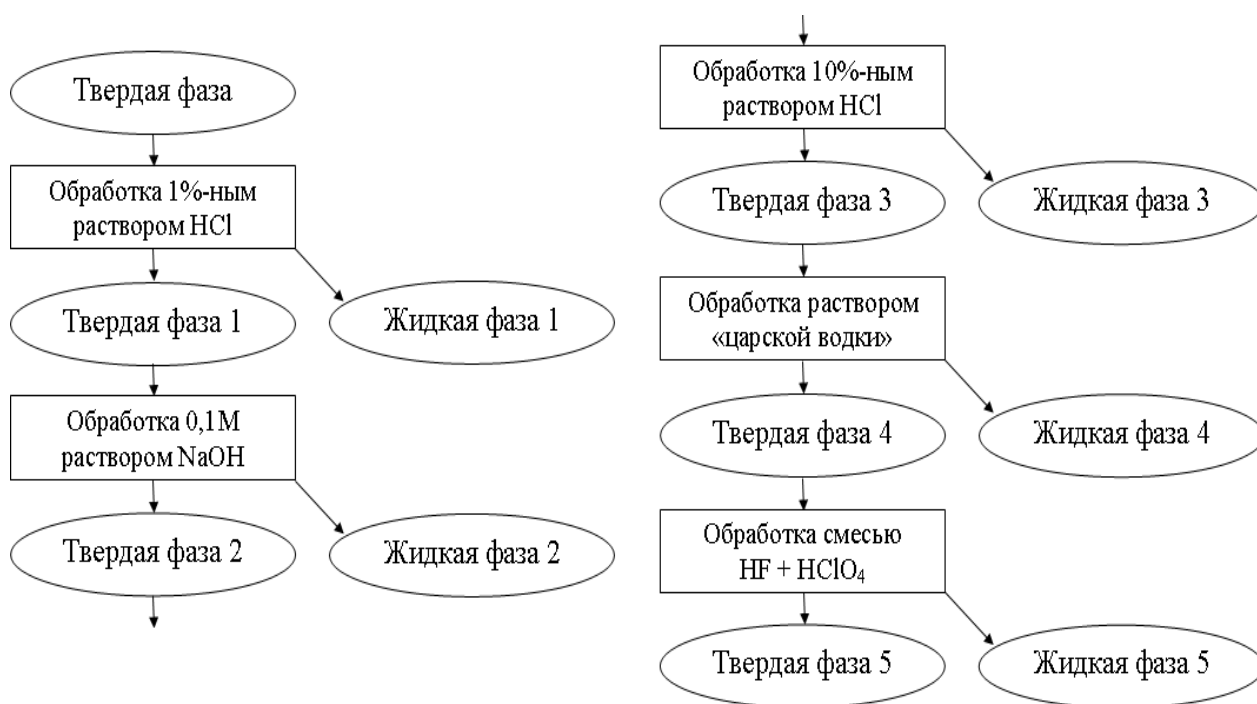 Твердая фаза
Обработка 1%-ным
раствором HCl
Твердая фаза 1
Жидкая фаза 1
Обработка 0,1М
раствором NaOH
Твердая фаза 2
Жидкая фаза 2
Обработка 10%-ным
раствором HCl
Твердая фаза 3
Жидкая фаза 3
Обработка раствором
«царской водки»
Твердая фаза 4
Жидкая фаза 4
Обработка смесью
HF + HClO₄
Твердая фаза 5
Жидкая фаза 5